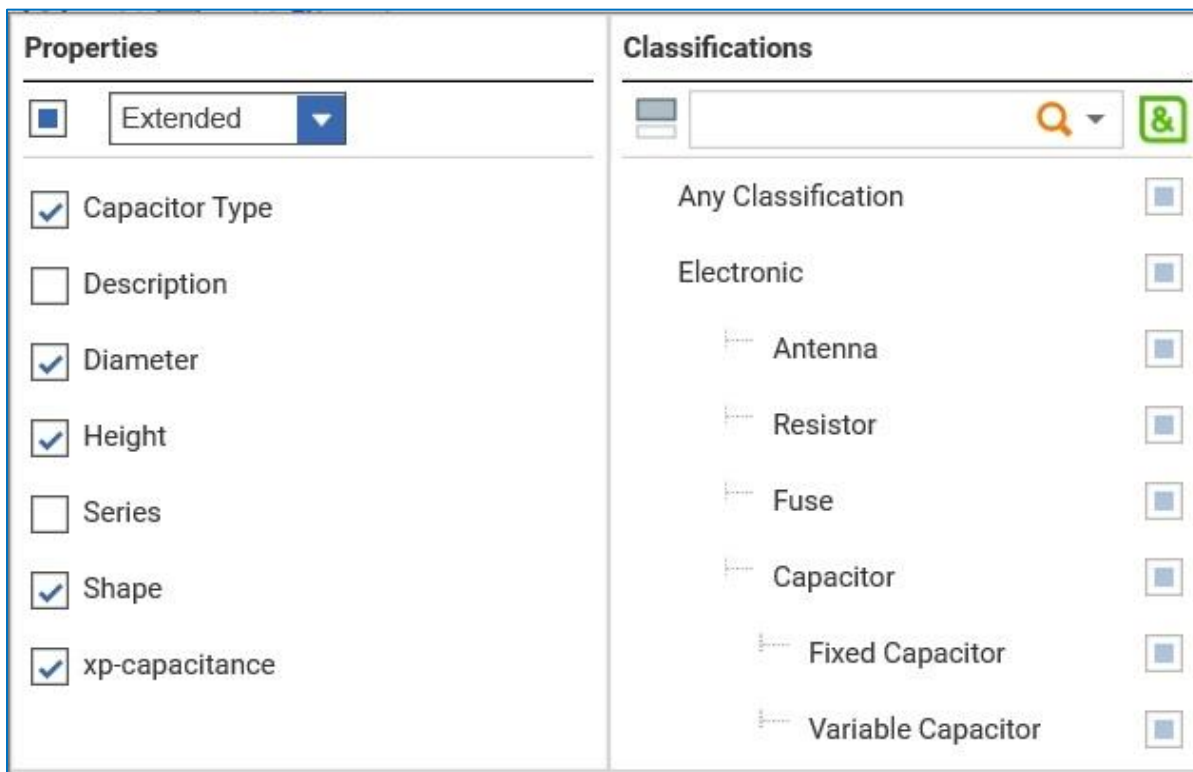 Properties
Extended
Capacitor Type
Description
Diameter
Height
Series
Shape
xp-capacitance
Classifications
&
Any Classification
Electronic
Antenna
Resistor
Fuse
Capacitor
Fixed Capacitor
Variable Capacitor